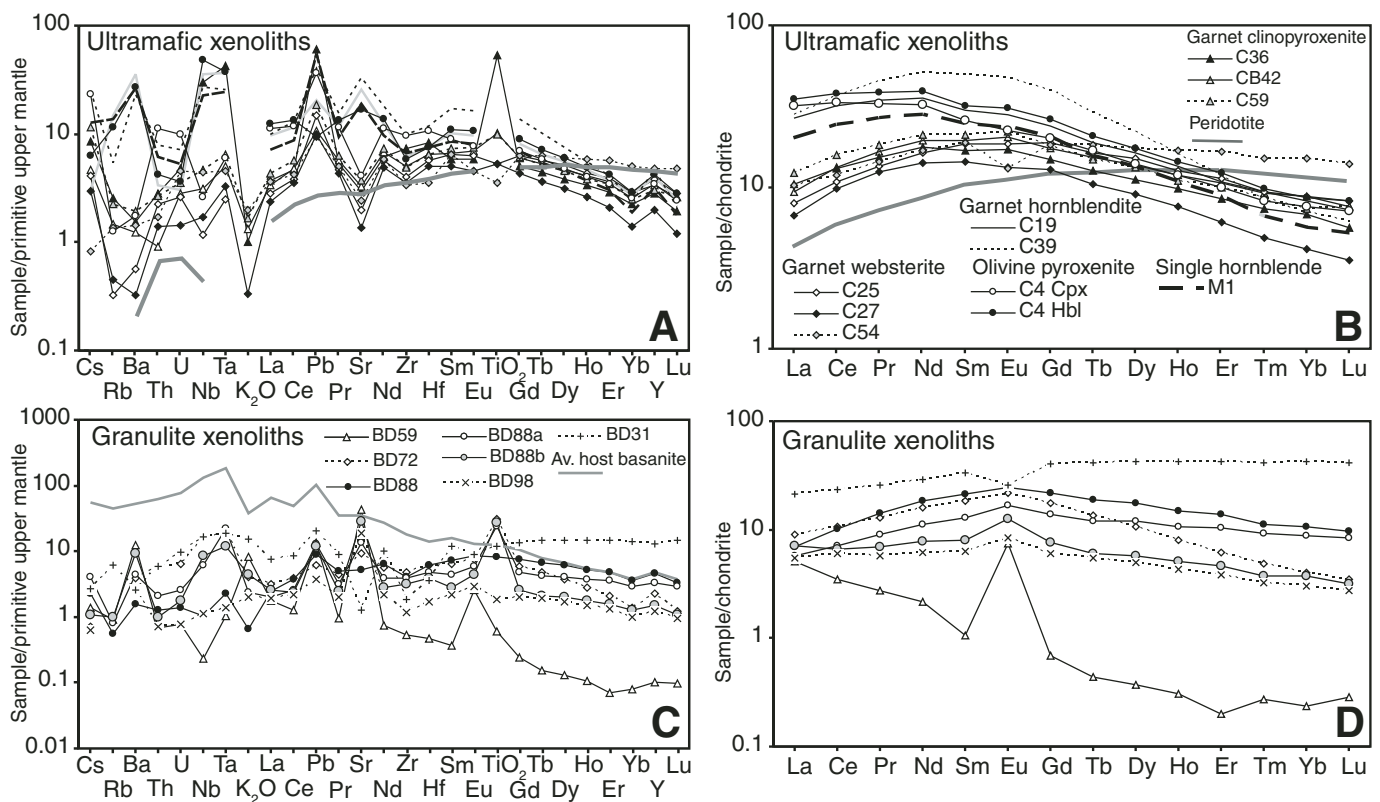 Ultramafic xenoliths
Sample/primitive upper mantle
100
10
1
0.1
A
Cs Ba U Ta La Pb Sr Zr Sm TiO2 Tb Ho Yb Lu
Rb Th Nb K2O Ce Pr Nd Hf Eu Gd Dy Er Y
Ultramafic xenoliths
Sample/chondrite
100
10
1
Garnet clinopyroxenite
C36
CB42
C59
Peridotite
Garnet hornblendite
C19
C39
Garnet websterite
C25
C27
C54
Olivine pyroxenite
C4 Cpx
C4 Hbl
Single hornblende
M1
B
La Ce Pr Nd Sm Eu Tb Dy Ho Er Tm Yb Lu
Granulite xenoliths
Sample/primitive upper mantle
1000
100
10
1
0.1
0.01
BD59
BD72
BD88
BD88a
BD88b
BD98
BD31
Av. host basanite
C
Cs Ba U Ta La Pb Sr Zr Sm TiO2 Tb Ho Yb Lu
Rb Th Nb K2O Ce Pr Nd Hf Eu Gd Dy Er Y
Granulite xenoliths
Sample/chondrite
100
10
1
0.1
D
La Ce Pr Nd Sm Eu Gd Tb Dy Ho Er Tm Yb Lu